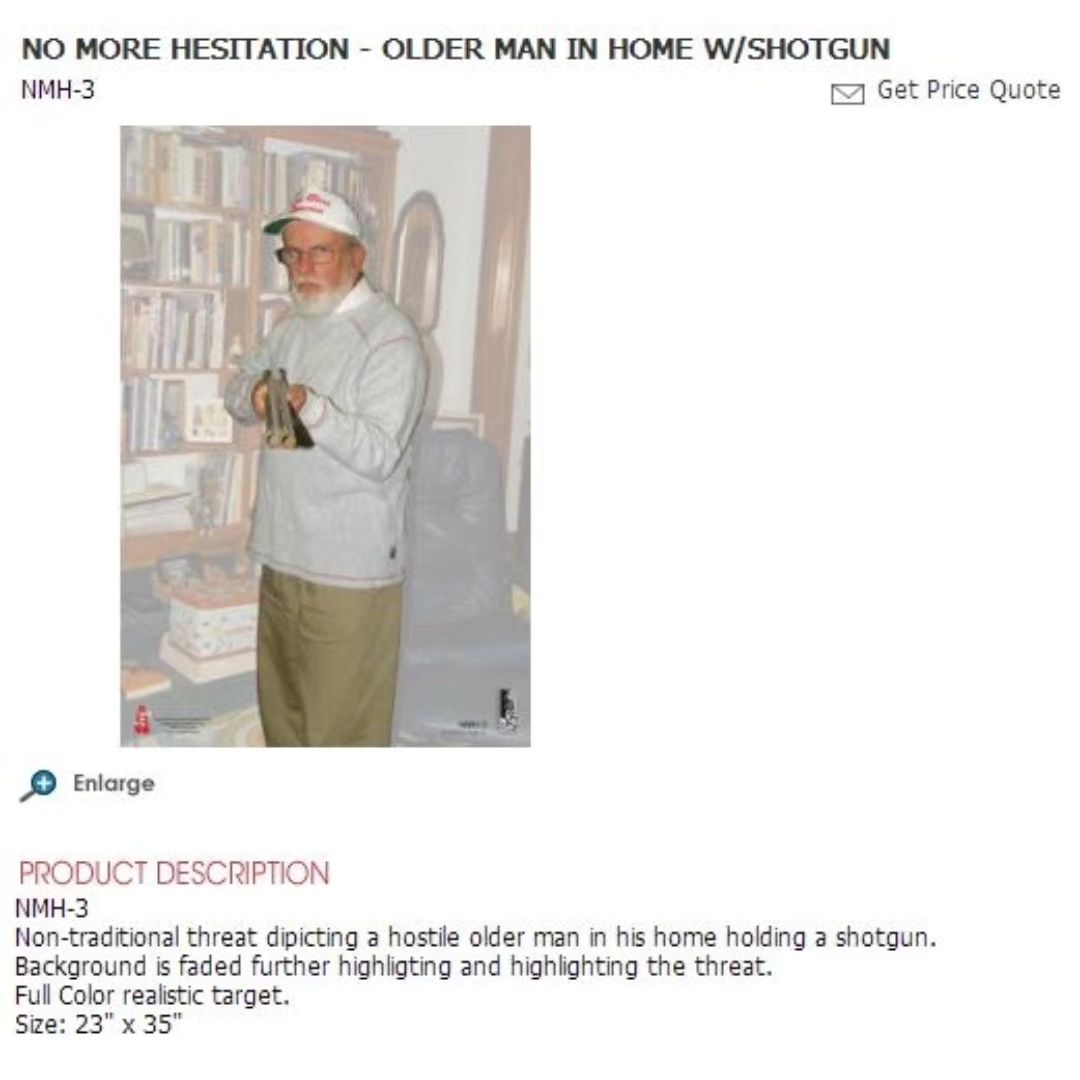 NO MORE HESITATION - OLDER MAN IN HOME W/SHOTGUN
NMH-3
Get Price Quote
Enlarge
PRODUCT DESCRIPTION
NMH-3
Non-traditional threat dipicting a hostile older man in his home holding a shotgun.
Background is faded further highligting and highlighting the threat.
Full Color realistic target.
Size: 23" x 35"